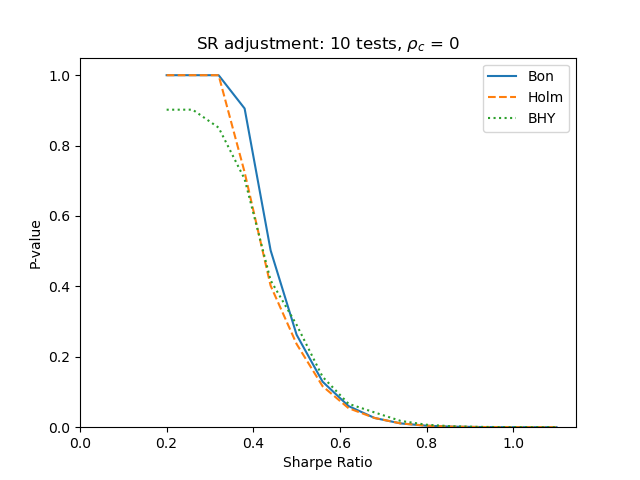 SR adjustment: 10 tests, ρc = 0
Bon
Holm
BHY
P-value
1.0
0.8
0.6
0.4
0.2
0.0
0.0 0.2 0.4 0.6 0.8 1.0
Sharpe Ratio